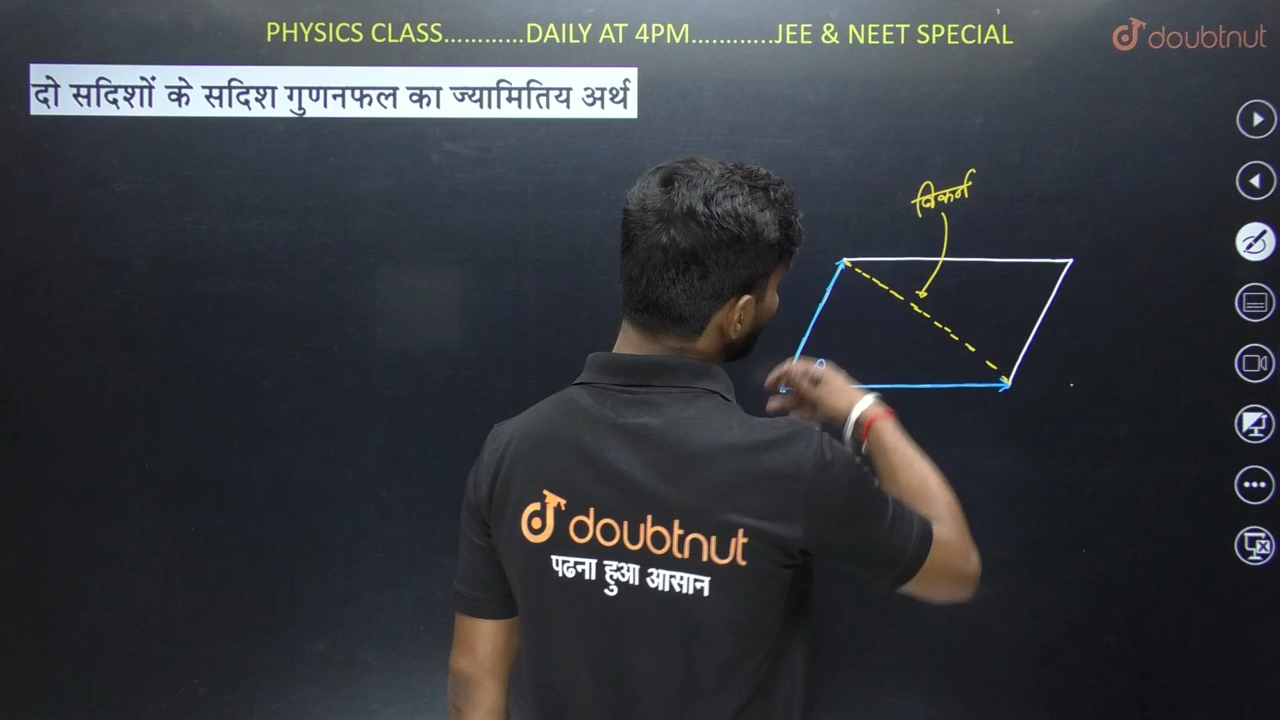 PHYSICS CLASS............DAILY AT 4PM............JEE & NEET SPECIAL
doubtnut
दो सदिशों के सदिश गुणनफल का ज्यामितिय अर्थ
विकर्ण
doubtnut
पढना हुआ आसान